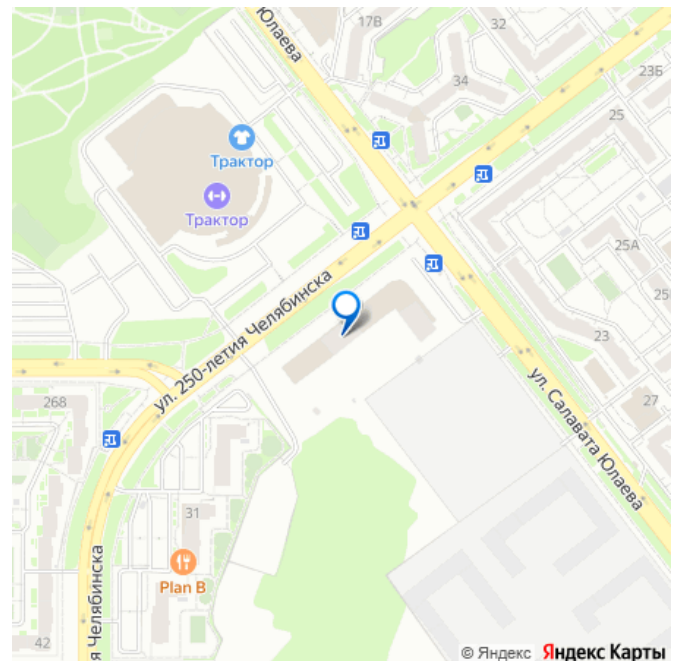 Юлаева
17В
32
23Б
34
25
Трактор
Трактор
25А
25
ул. 250-летия Челябинска
23
268
ул. Салавата Юлаева
27
31
Plan B
я Челябинска
42
© Яндекс Яндекс Карты